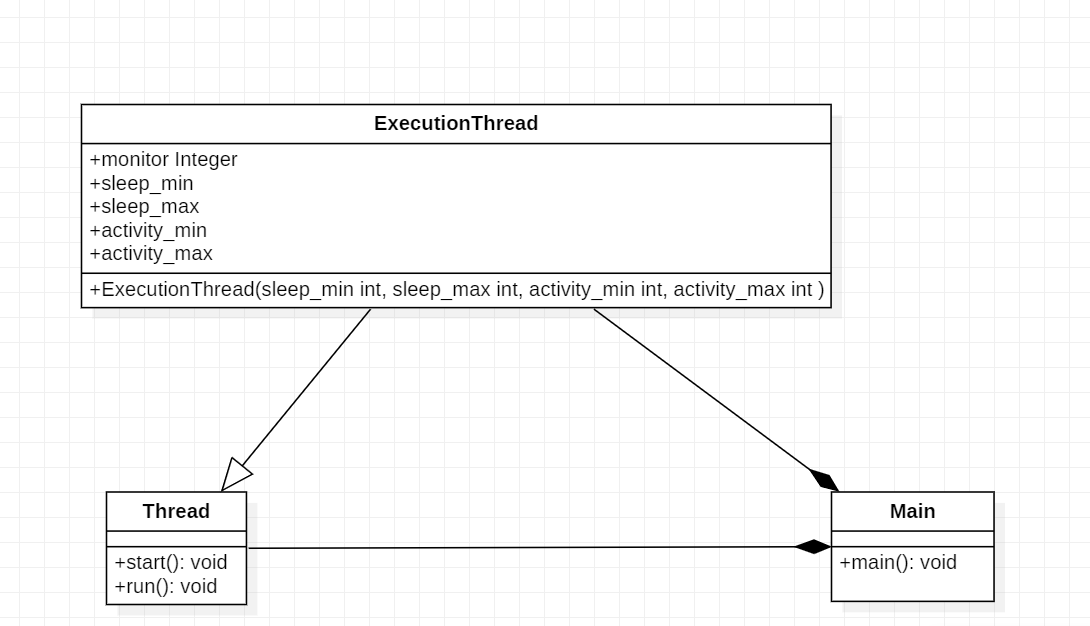 ExecutionThread
+monitor Integer
+sleep_min
+sleep_max
+activity_min
+activity_max
+ExecutionThread(sleep_min int, sleep_max int, activity_min int, activity_max int )
Thread
+start(): void
+run(): void
Main
+main(): void